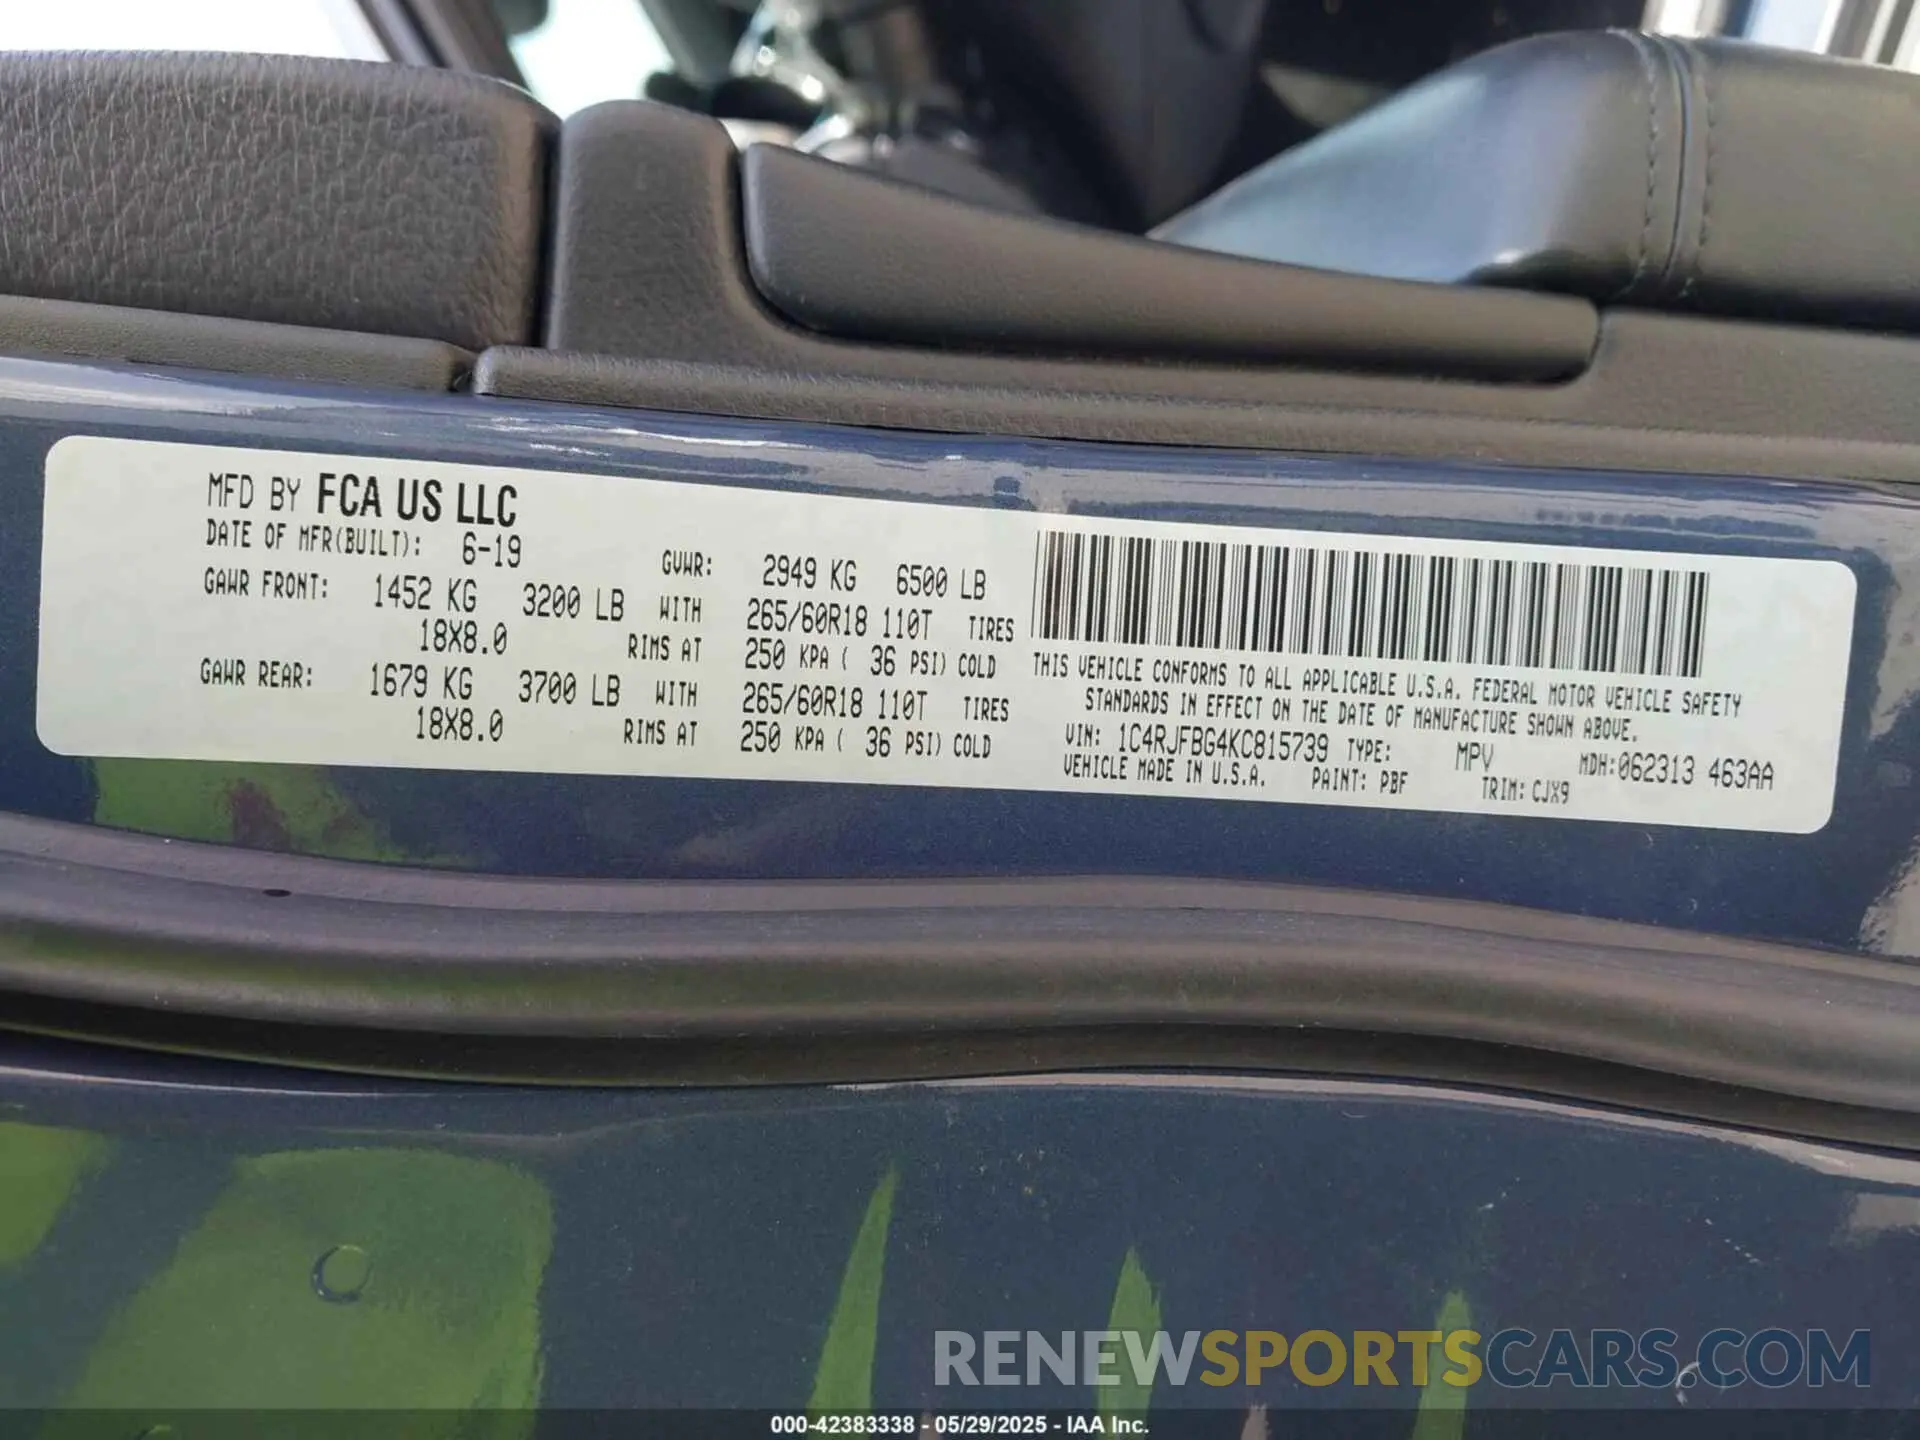 MFD BY FCA US LLC
DATE OF MFR(BUILT): 6-19 GVWR: 2949 KG 6500 LB
GAWR FRONT: 1452 KG 3200 LB WITH 265/60R18 110T TIRES
18X8.0 RIMS AT 250 KPA ( 36 PSI) COLD
GAWR REAR: 1679 KG 3700 LB WITH 265/60R18 110T TIRES
18X8.0 RIMS AT 250 KPA ( 36 PSI) COLD
THIS VEHICLE CONFORMS TO ALL APPLICABLE U.S.A. FEDERAL MOTOR VEHICLE SAFETY
STANDARDS IN EFFECT ON THE DATE OF MANUFACTURE SHOWN ABOVE.
VIN: 1C4RJFBG4KC815739 TYPE: MPV MDH:062313 463AA
VEHICLE MADE IN U.S.A. PAINT: PBF TRIM: CJX9
RENEWSPORTSCARS.COM
000-42383338 - 05/29/2025 - IAA Inc.